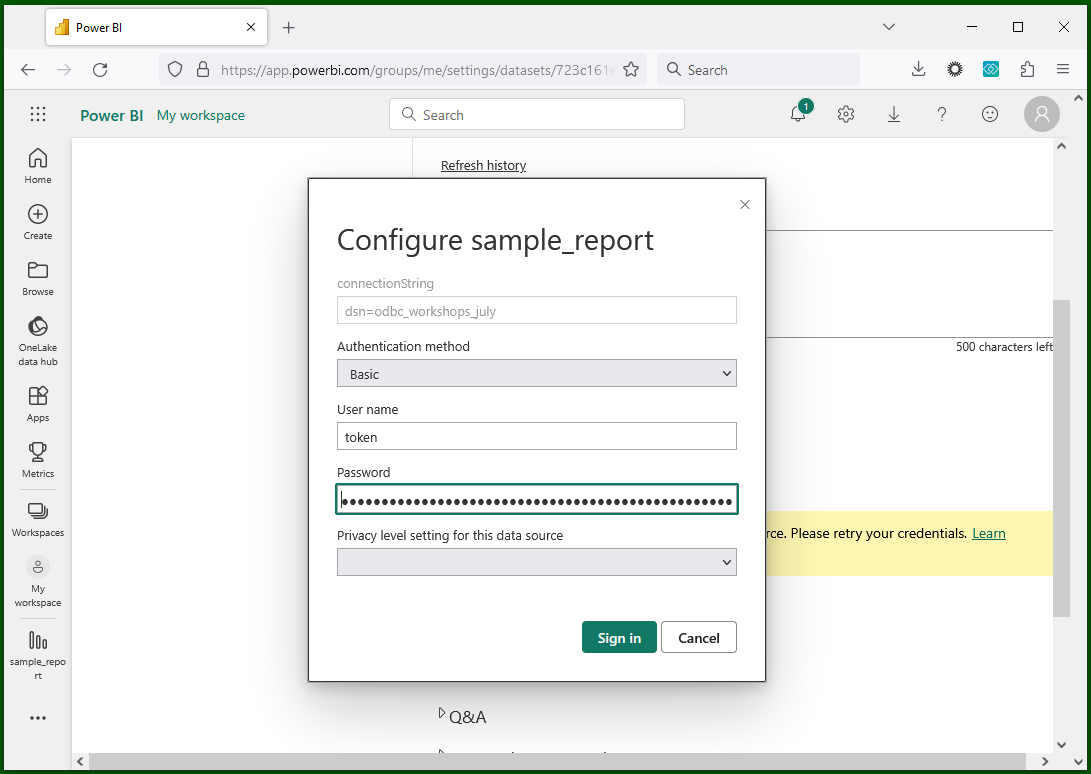 Power BI
https://app.powerbi.com/groups/me/settings/datasets/723c161e
Search
Power BI My workspace
Search
1
Home
Create
Browse
OneLake
data hub
Apps
Metrics
Workspaces
My
workspace
sample_repo
rt
Refresh history
Configure sample_report
connectionString
dsn=odbc_workshops_july
Authentication method
Basic
User name
token
Password
Privacy level setting for this data source
Sign in
Cancel
500 characters left
rce. Please retry your credentials. Learn
Q&A